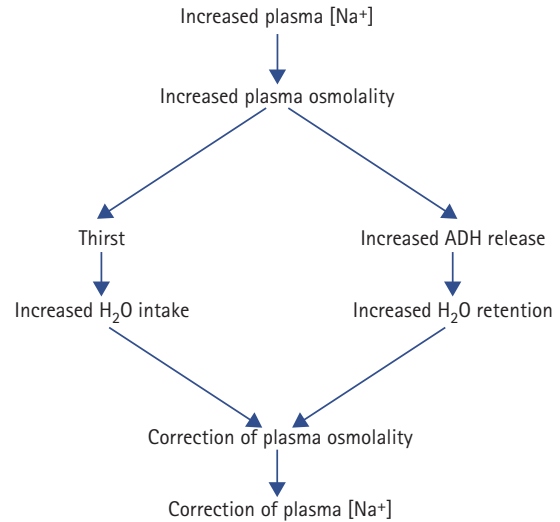 Increased plasma [Na⁺]
Increased plasma osmolality
Thirst
Increased ADH release
Increased H₂O intake
Increased H₂O retention
Correction of plasma osmolality
Correction of plasma [Na⁺]